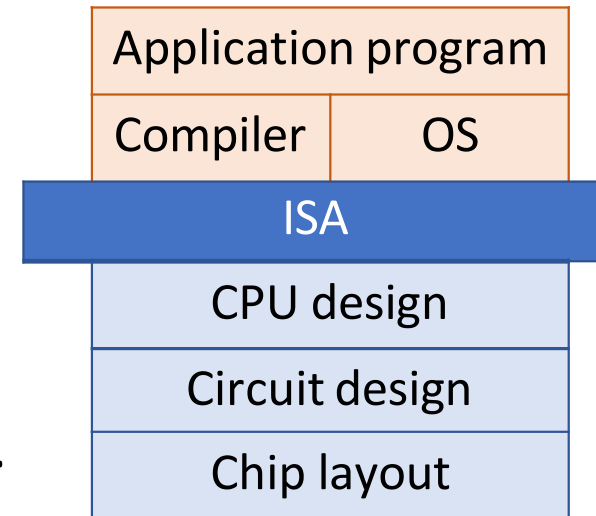 Application program
Compiler OS
ISA
CPU design
Circuit design
.
Chip layout